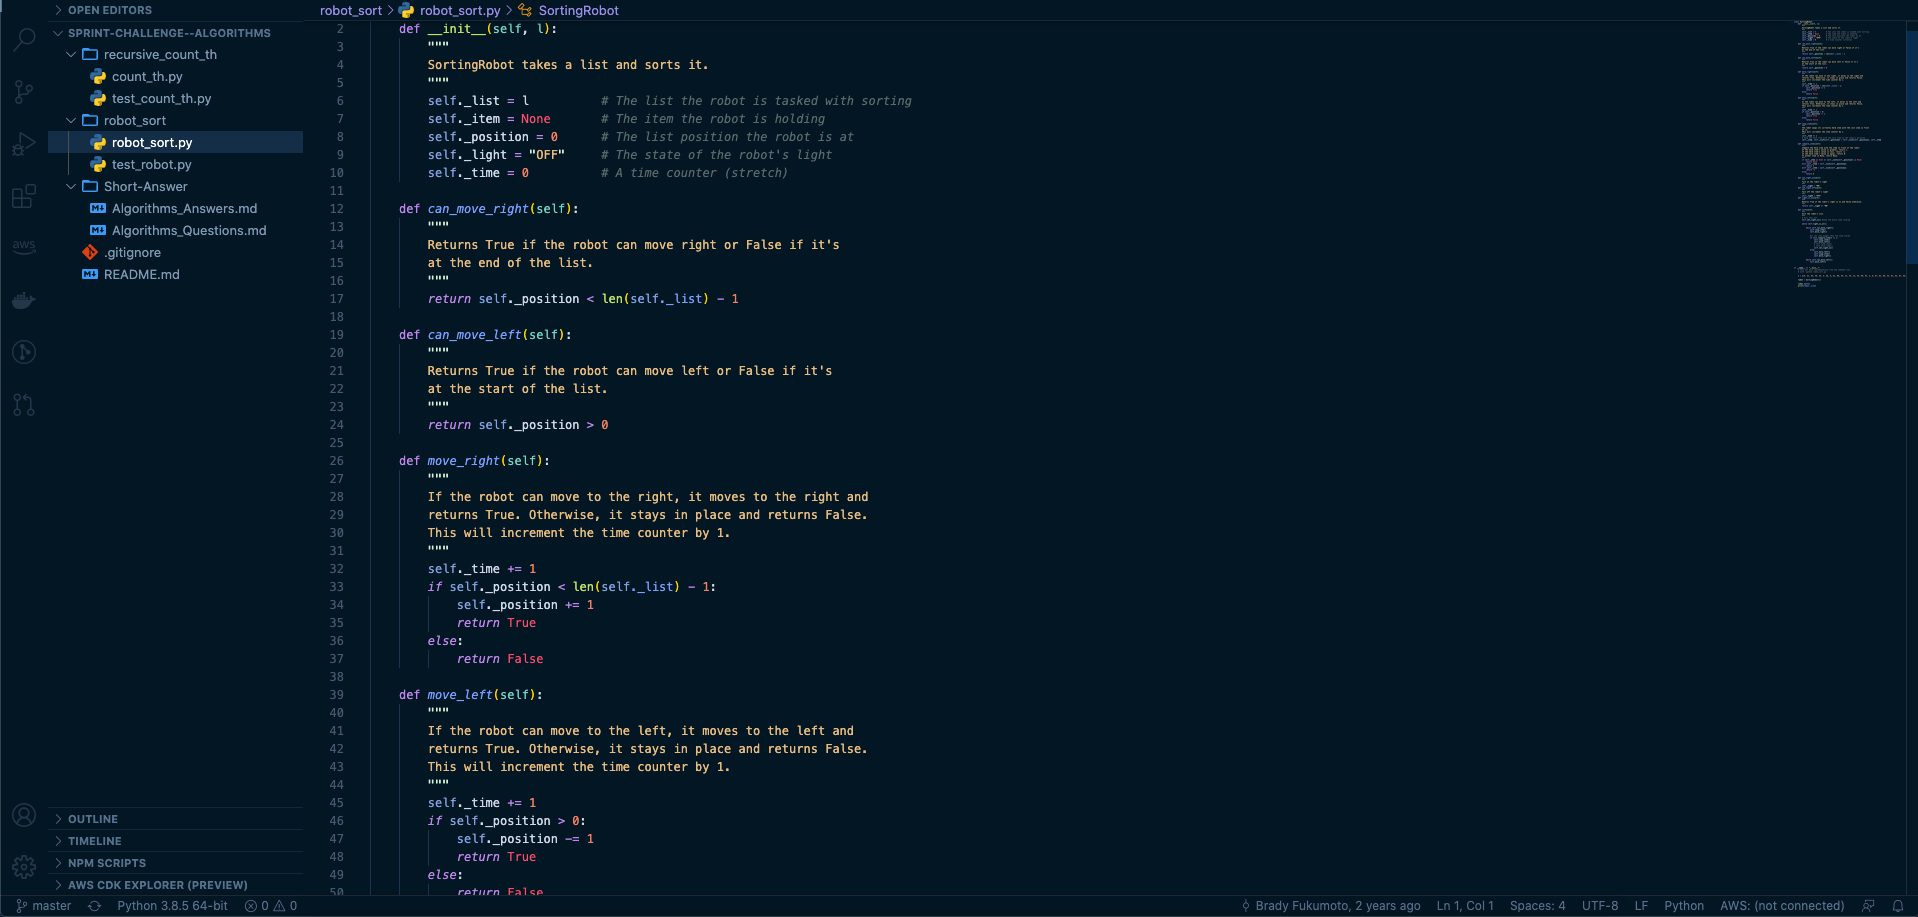 OPEN EDITORS
SPRINT-CHALLENGE--ALGORITHMS
recursive_count_th
count_th.py
test_count_th.py
robot_sort
robot_sort.py
test_robot.py
Short-Answer
Algorithms_Answers.md
Algorithms_Questions.md
.gitignore
README.md
aws
OUTLINE
TIMELINE
NPM SCRIPTS
AWS CDK EXPLORER (PREVIEW)
robot_sort > robot_sort.py > SortingRobot
2 def __init__(self, l):
3 """
4 SortingRobot takes a list and sorts it.
5 """
6 self._list = l # The list the robot is tasked with sorting
7 self._item = None # The item the robot is holding
8 self._position = 0 # The list position the robot is at
9 self._light = "OFF" # The state of the robot's light
10 self._time = 0 # A time counter (stretch)
11
12 def can_move_right(self):
13 """
14 Returns True if the robot can move right or False if it's
15 at the end of the list.
16 """
17 return self._position < len(self._list) - 1
18
19 def can_move_left(self):
20 """
21 Returns True if the robot can move left or False if it's
22 at the start of the list.
23 """
24 return self._position > 0
25
26 def move_right(self):
27 """
28 If the robot can move to the right, it moves to the right and
29 returns True. Otherwise, it stays in place and returns False.
30 This will increment the time counter by 1.
31 """
32 self._time += 1
33 if self._position < len(self._list) - 1:
34 self._position += 1
35 return True
36 else:
37 return False
38
39 def move_left(self):
40 """
41 If the robot can move to the left, it moves to the left and
42 returns True. Otherwise, it stays in place and returns False.
43 This will increment the time counter by 1.
44 """
45 self._time += 1
46 if self._position > 0:
47 self._position -= 1
48 return True
49 else:
50 return False
master Python 3.8.5 64-bit 0 0 Brady Fukumoto, 2 years ago Ln 1, Col 1 Spaces: 4 UTF-8 LF Python AWS: (not connected)